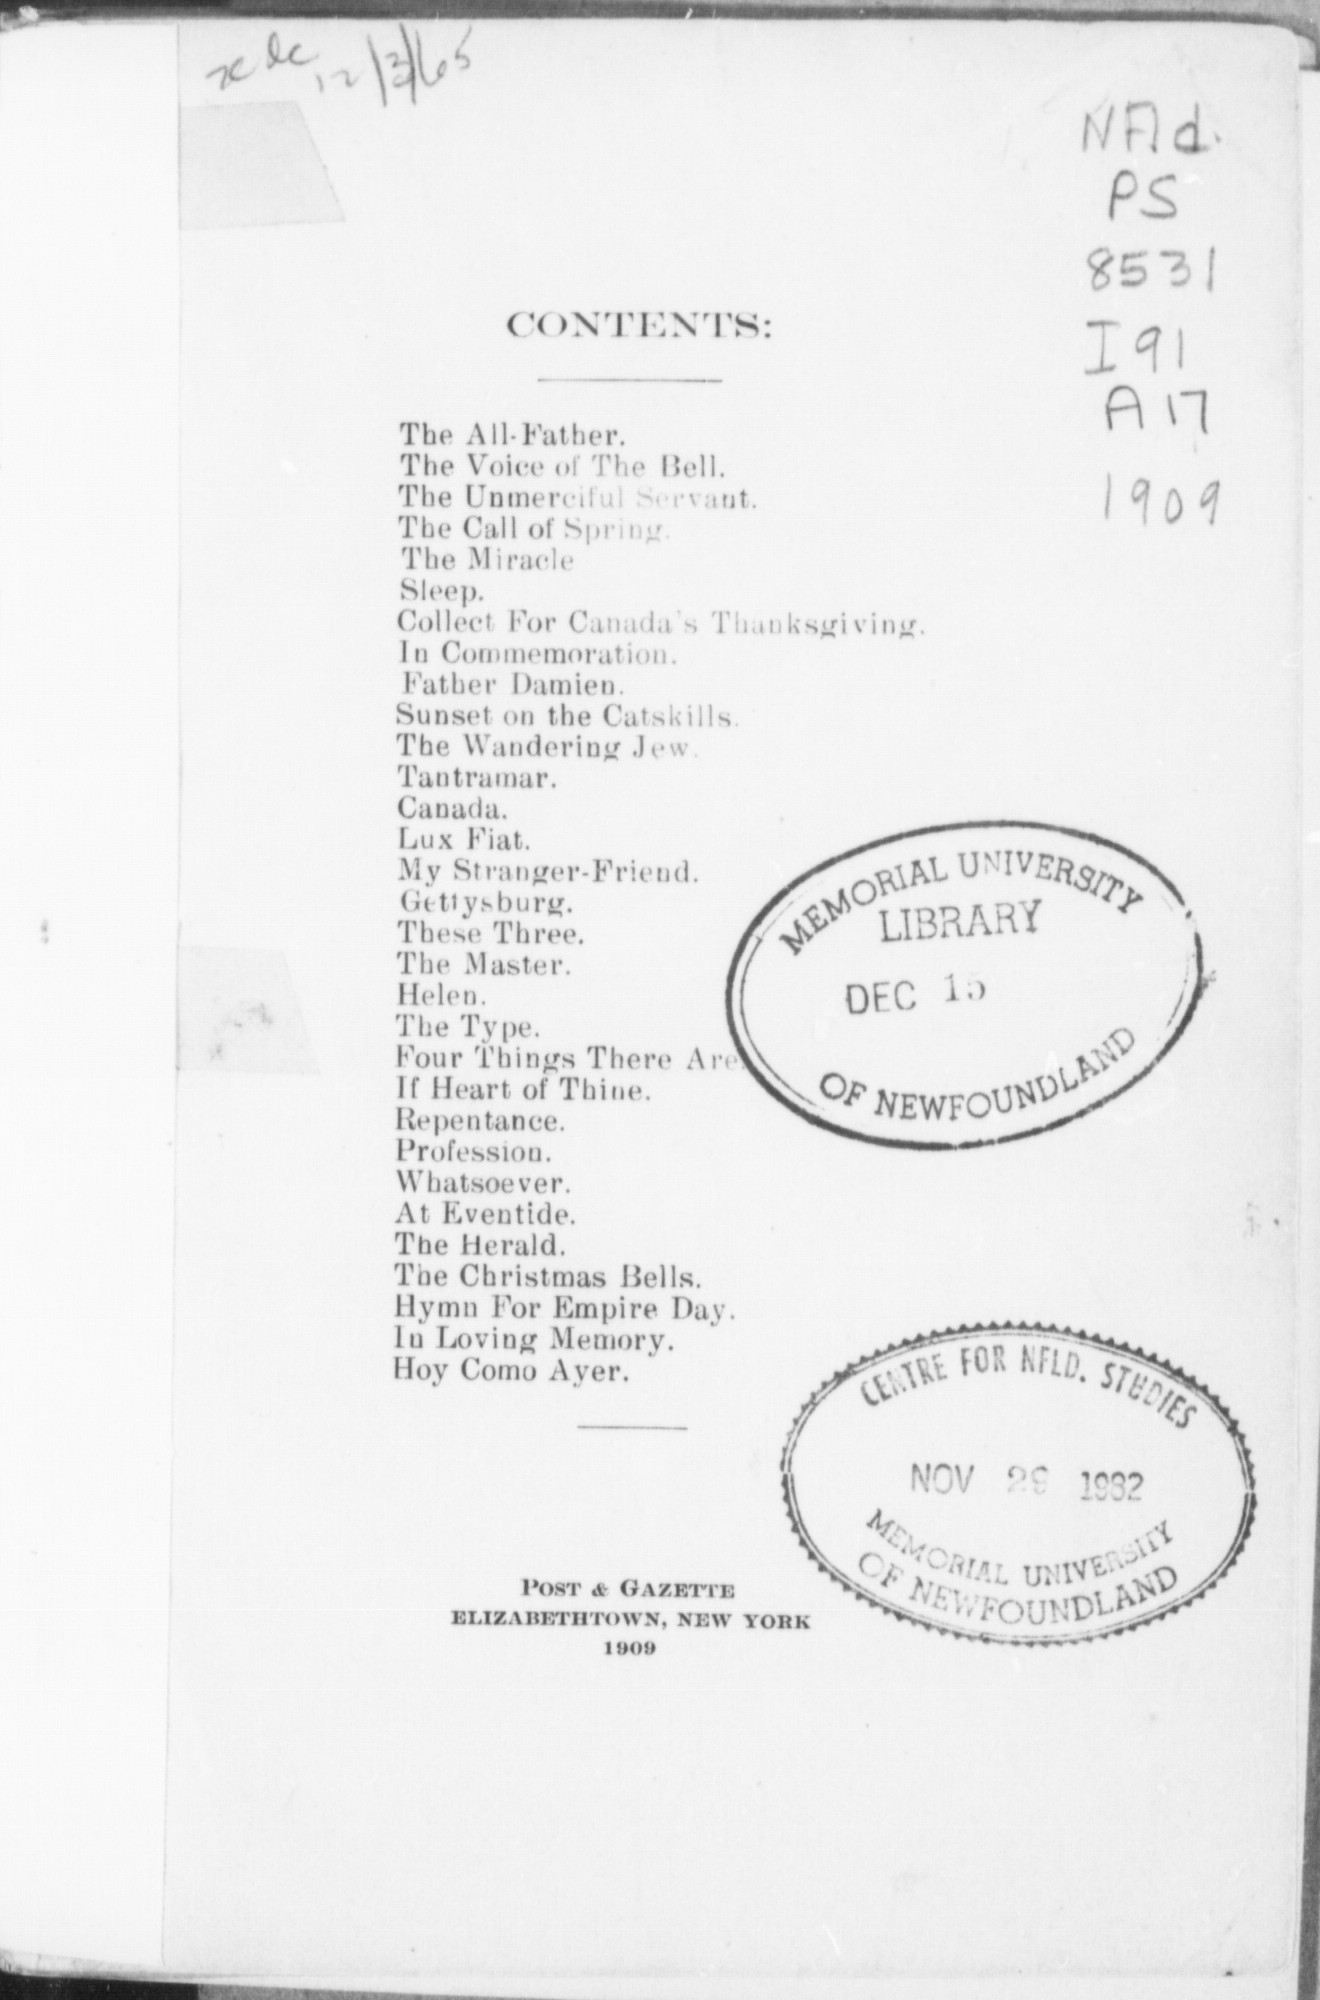 12/3/65
Nfld.
PS
8531
I91
A17
1909
CONTENTS:
The All-Father.
The Voice of The Bell.
The Unmerciful Servant.
The Call of Spring.
The Miracle
Sleep.
Collect For Canada's Thanksgiving.
In Commemoration.
Father Damien.
Sunset on the Catskills.
The Wandering Jew.
Tantramar.
Canada.
Lux Fiat.
My Stranger-Friend.
Gettysburg.
These Three.
The Master.
Helen.
The Type.
Four Things There Are.
If Heart of Thine.
Repentance.
Profession.
Whatsoever.
At Eventide.
The Herald.
The Christmas Bells.
Hymn For Empire Day.
In Loving Memory.
Hoy Como Ayer.
MEMORIAL UNIVERSITY
LIBRARY
DEC 15
OF NEWFOUNDLAND
CENTRE FOR NFLD. STUDIES
NOV 29 1982
MEMORIAL UNIVERSITY
OF NEWFOUNDLAND
POST & GAZETTE
ELIZABETHTOWN, NEW YORK
1909